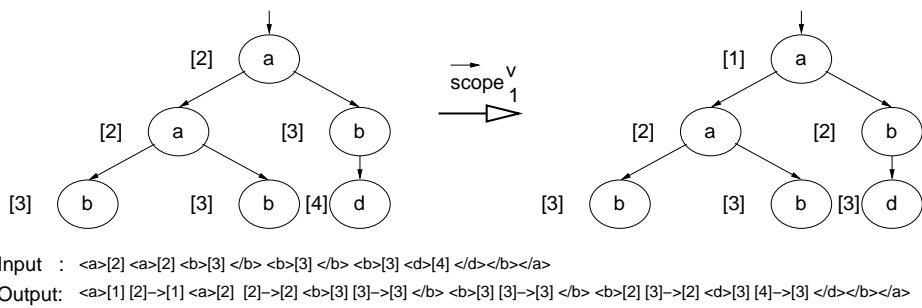 [2] a [1] a
scope v 1
[2] a [3] b [2] a [2] b
[3] b [3] b [4] d [3] b [3] b [3] d
Input : <a>[2] <a>[2] <b>[3] </b> <b>[3] </b> <b>[3] <d>[4] </d></b></a>
Output: <a>[1] [2]–>[1] <a>[2] [2]–>[2] <b>[3] [3]–>[3] </b> <b>[3] [3]–>[3] </b> <b>[2] [3]–>[2] <d>[3] [4]–>[3] </d></b></a>